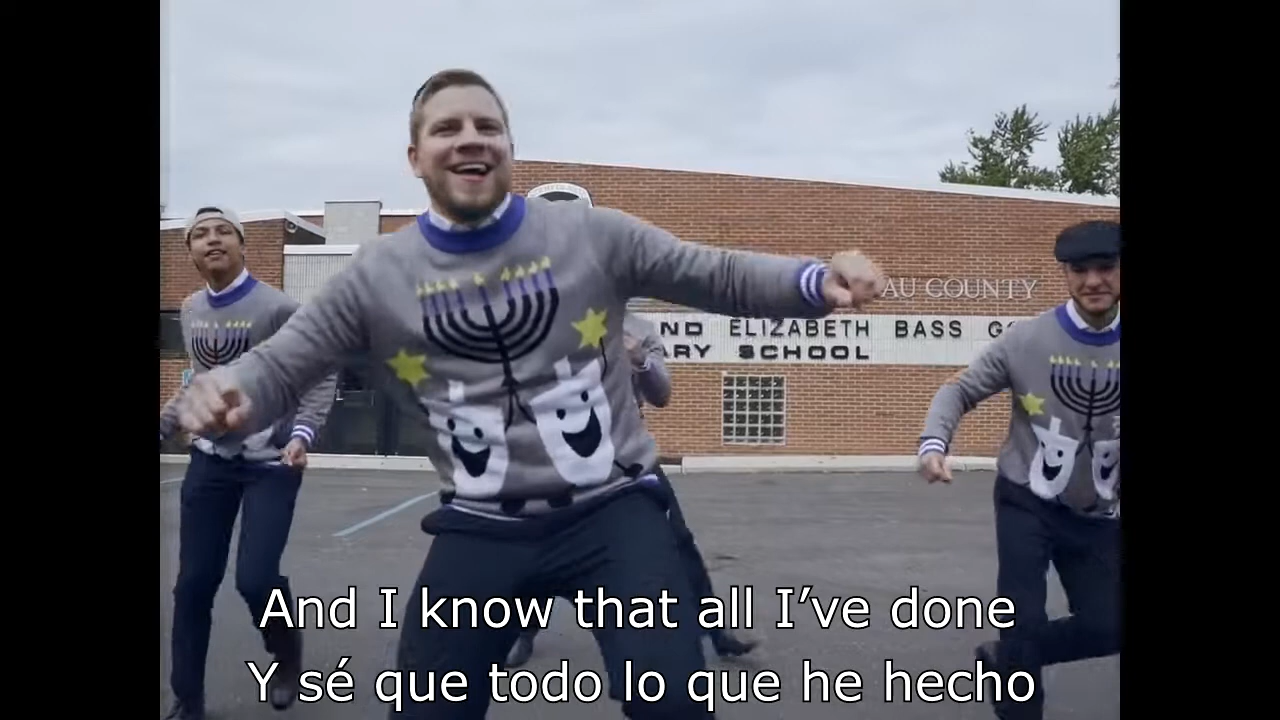 AU COUNTY
ND ELIZABETH BASS GO
ARY SCHOOL
And I know that all I’ve done
Y sé que todo lo que he hecho